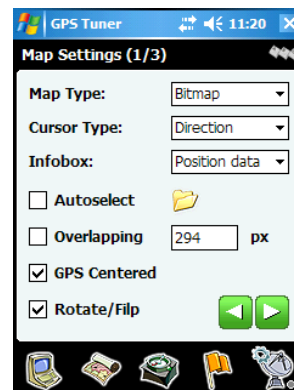 GPS Tuner 11:20
Map Settings (1/3)
Map Type: Bitmap
Cursor Type: Direction
Infobox: Position data
Autoselect
Overlapping 294 px
GPS Centered
Rotate/Filp